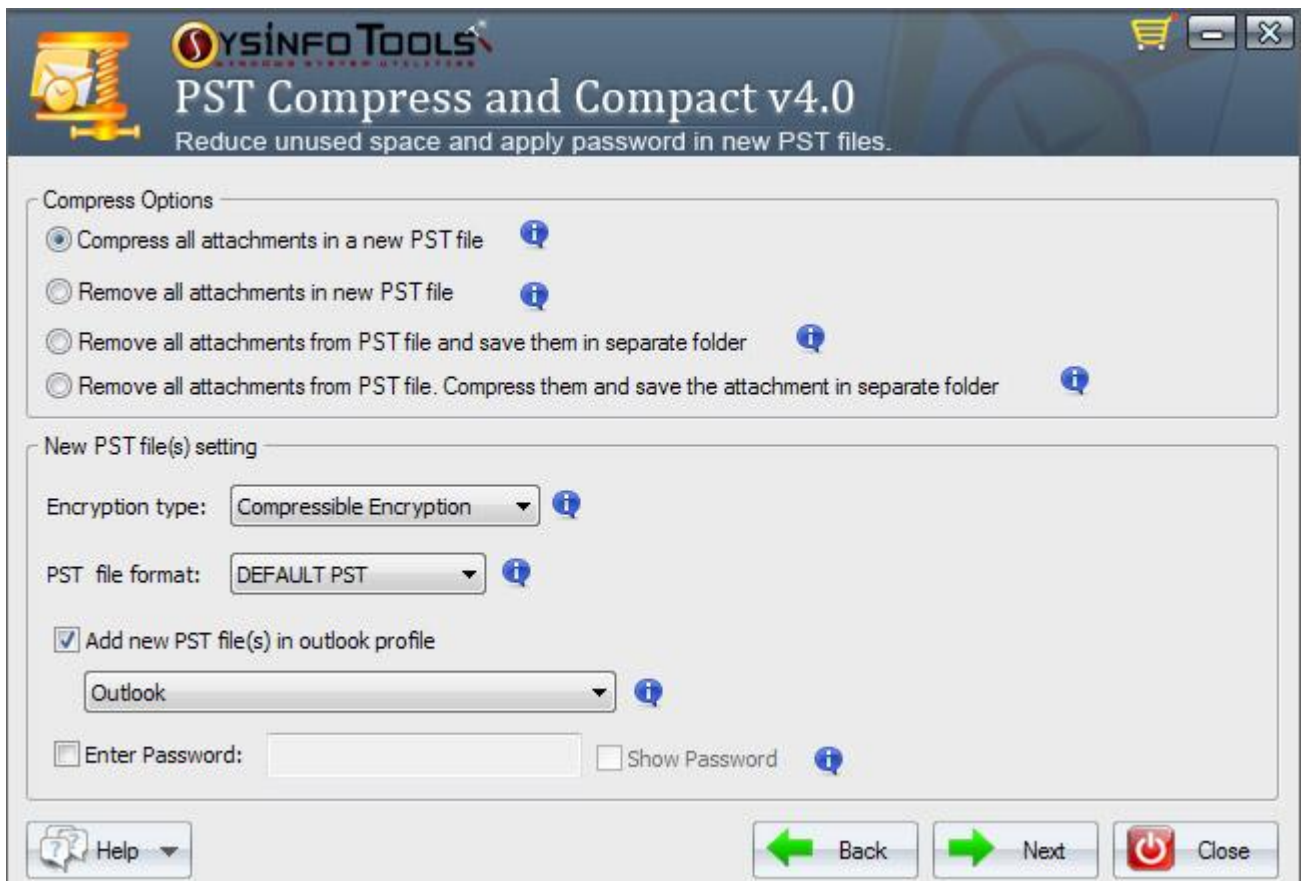 SYSINFOTOOLS
WINDOWS SYSTEM UTILITIES
PST Compress and Compact v4.0
Reduce unused space and apply password in new PST files.
Compress Options
Compress all attachments in a new PST file
Remove all attachments in new PST file
Remove all attachments from PST file and save them in separate folder
Remove all attachments from PST file. Compress them and save the attachment in separate folder
New PST file(s) setting
Encryption type: Compressible Encryption
PST file format: DEFAULT PST
Add new PST file(s) in outlook profile
Outlook
Enter Password: Show Password
Help Back Next Close